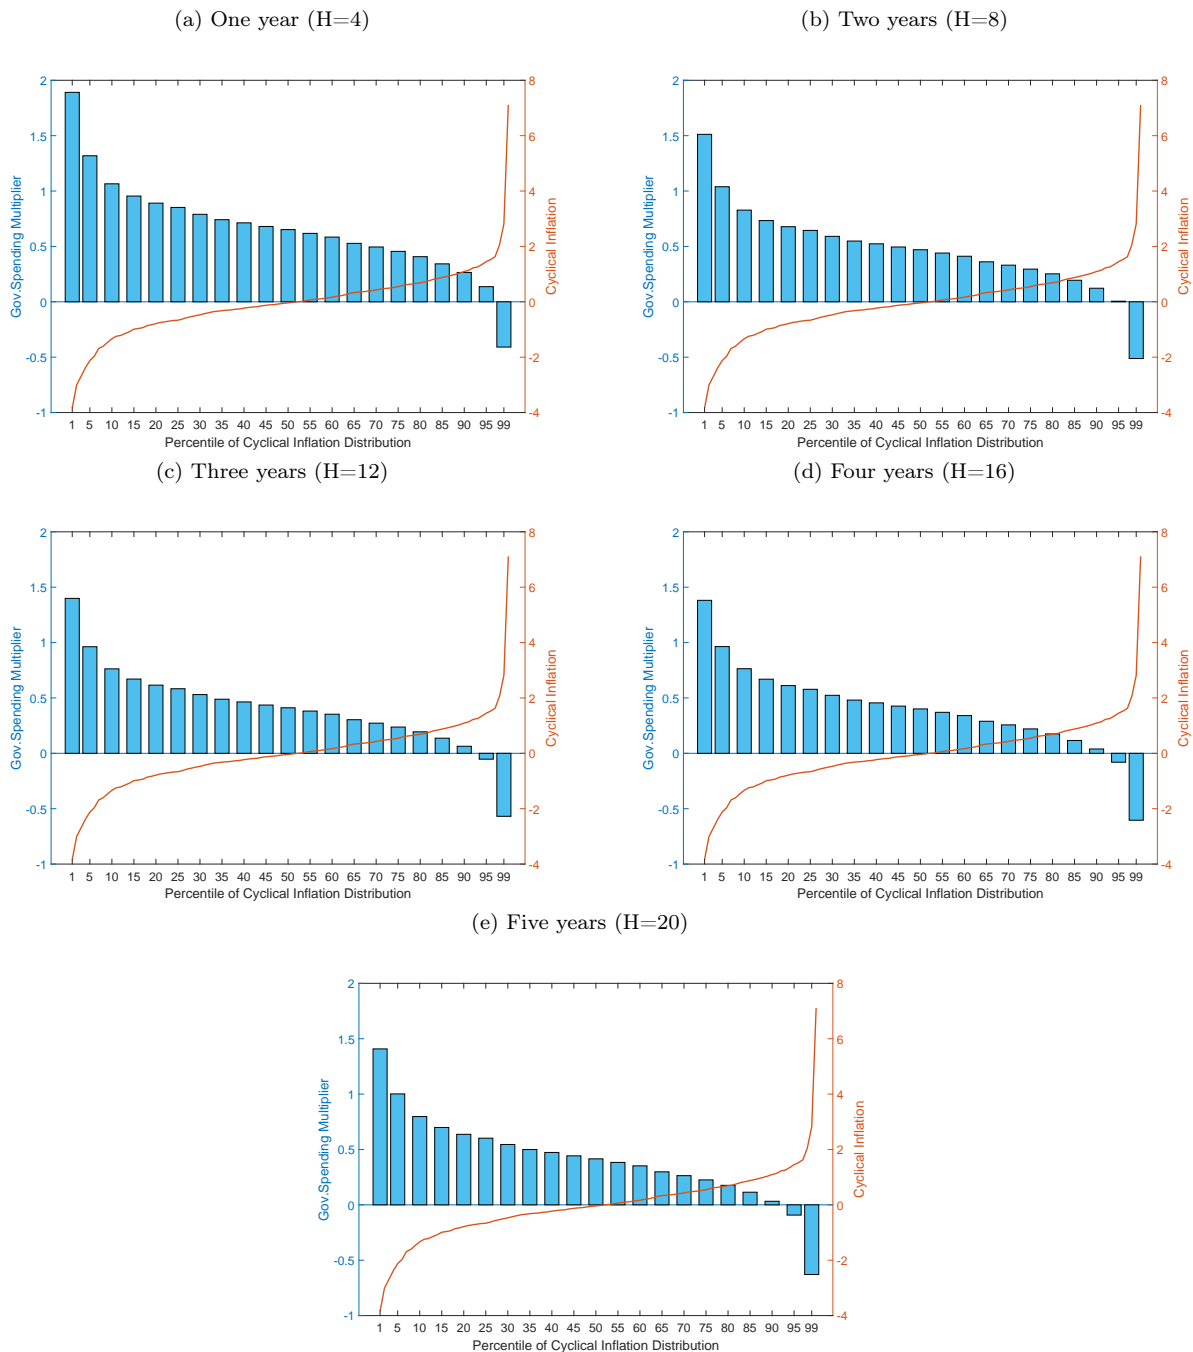 (a) One year (H=4)
2
1.5
1
0.5
0
-0.5
-1
Gov.Spending Multiplier
8
6
4
2
0
-2
-4
Cyclical Inflation
1 5 10 15 20 25 30 35 40 45 50 55 60 65 70 75 80 85 90 95 99
Percentile of Cyclical Inflation Distribution
(b) Two years (H=8)
2
1.5
1
0.5
0
-0.5
-1
Gov.Spending Multiplier
8
6
4
2
0
-2
-4
Cyclical Inflation
1 5 10 15 20 25 30 35 40 45 50 55 60 65 70 75 80 85 90 95 99
Percentile of Cyclical Inflation Distribution
(c) Three years (H=12)
2
1.5
1
0.5
0
-0.5
-1
Gov.Spending Multiplier
8
6
4
2
0
-2
-4
Cyclical Inflation
1 5 10 15 20 25 30 35 40 45 50 55 60 65 70 75 80 85 90 95 99
Percentile of Cyclical Inflation Distribution
(d) Four years (H=16)
2
1.5
1
0.5
0
-0.5
-1
Gov.Spending Multiplier
8
6
4
2
0
-2
-4
Cyclical Inflation
1 5 10 15 20 25 30 35 40 45 50 55 60 65 70 75 80 85 90 95 99
Percentile of Cyclical Inflation Distribution
(e) Five years (H=20)
2
1.5
1
0.5
0
-0.5
-1
Gov.Spending Multiplier
8
6
4
2
0
-2
-4
Cyclical Inflation
1 5 10 15 20 25 30 35 40 45 50 55 60 65 70 75 80 85 90 95 99
Percentile of Cyclical Inflation Distribution